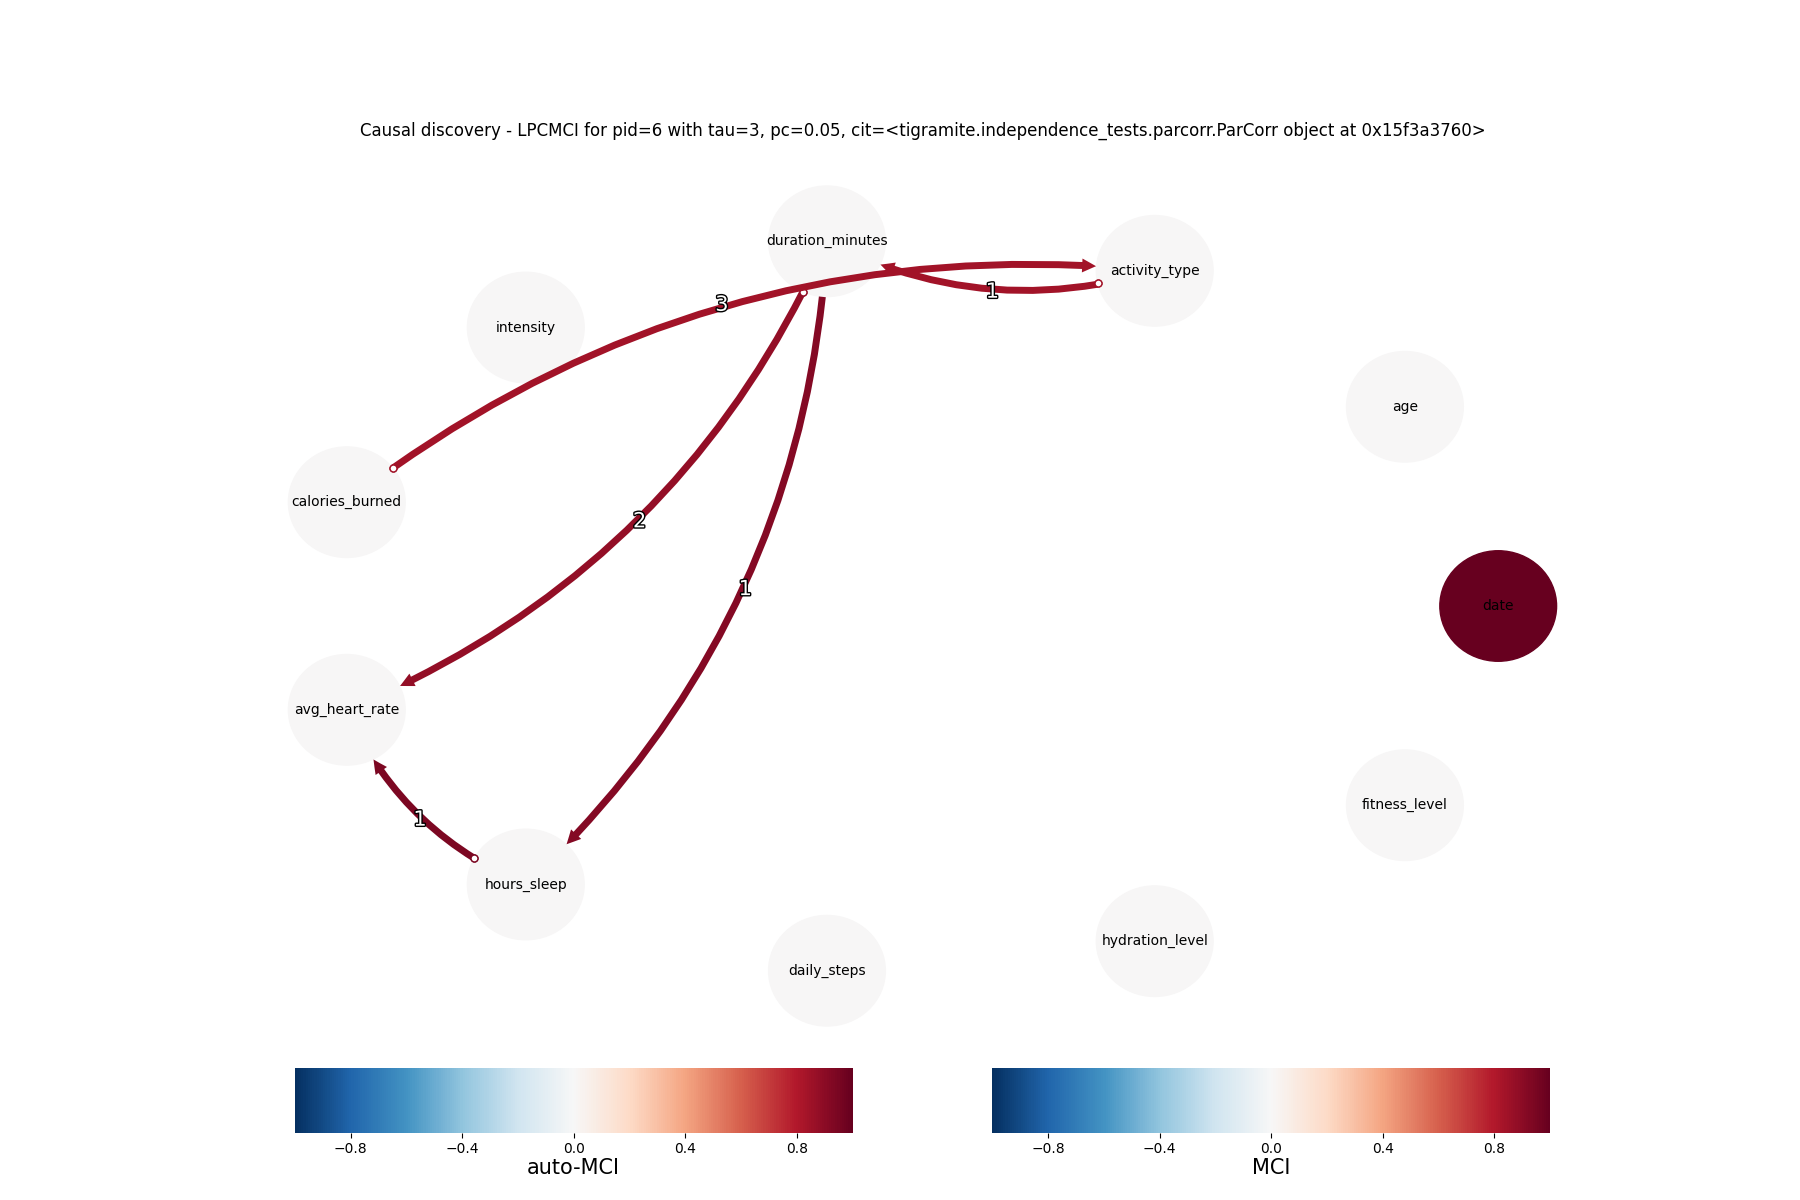 Causal discovery - LPCMCI for pid=6 with tau=3, pc=0.05, cit=<tigramite.independence_tests.parcorr.ParCorr object at 0x15f3a3760>
duration_minutes
activity_type
1
3
intensity
age
calories_burned
2
1
date
avg_heart_rate
1
fitness_level
hours_sleep
hydration_level
daily_steps
−0.8 −0.4 0.0 0.4 0.8
auto-MCI
−0.8 −0.4 0.0 0.4 0.8
MCI